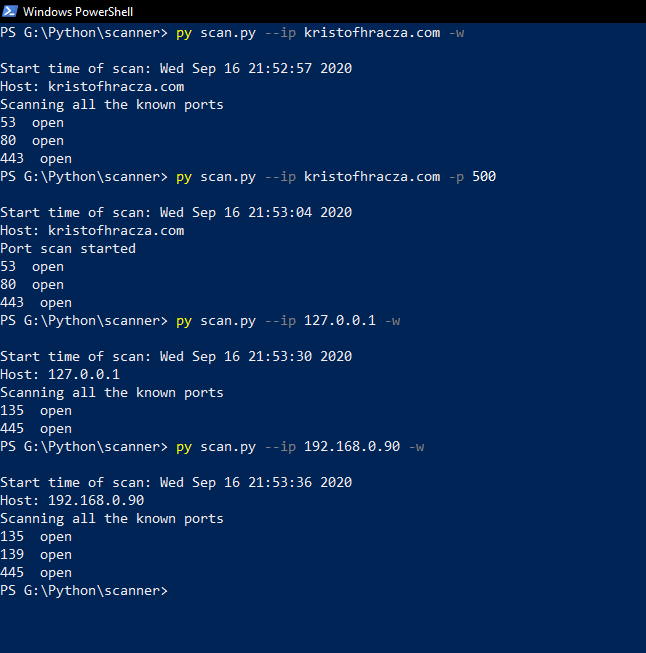 Windows PowerShell
PS G:\Python\scanner> py scan.py --ip kristofhracza.com -w
Start time of scan: Wed Sep 16 21:52:57 2020
Host: kristofhracza.com
Scanning all the known ports
53  open
80  open
443  open
PS G:\Python\scanner> py scan.py --ip kristofhracza.com -p 500
Start time of scan: Wed Sep 16 21:53:04 2020
Host: kristofhracza.com
Port scan started
53  open
80  open
443  open
PS G:\Python\scanner> py scan.py --ip 127.0.0.1 -w
Start time of scan: Wed Sep 16 21:53:30 2020
Host: 127.0.0.1
Scanning all the known ports
135  open
445  open
PS G:\Python\scanner> py scan.py --ip 192.168.0.90 -w
Start time of scan: Wed Sep 16 21:53:36 2020
Host: 192.168.0.90
Scanning all the known ports
135  open
139  open
445  open
PS G:\Python\scanner>